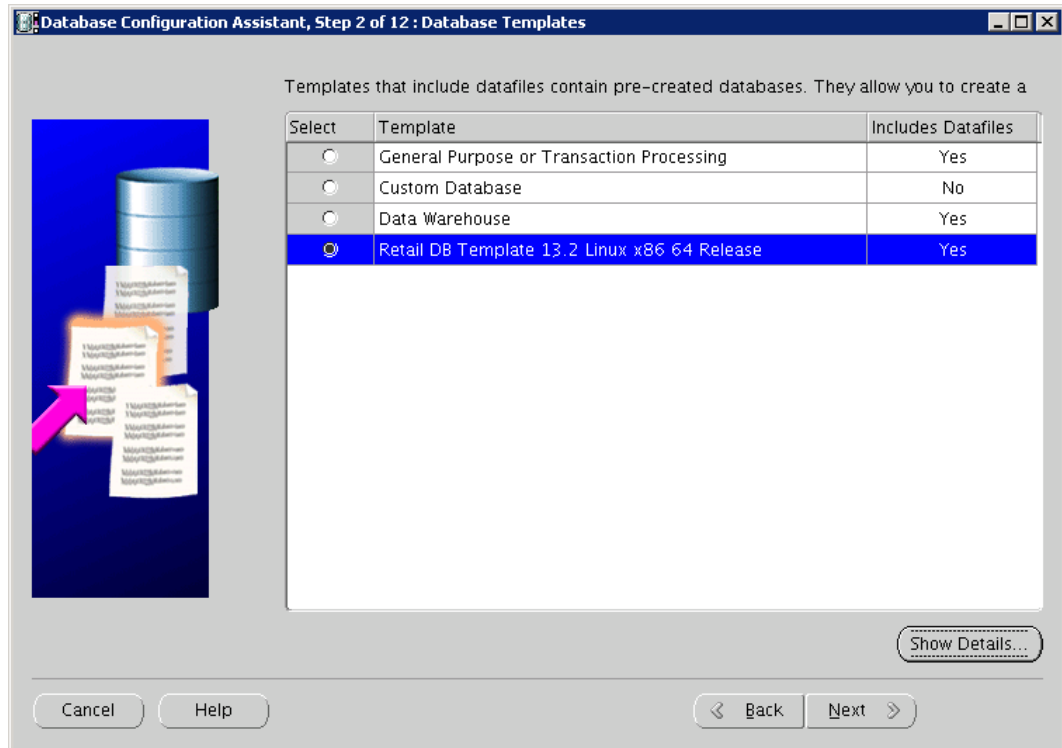 Database Configuration Assistant, Step 2 of 12 : Database Templates
Templates that include datafiles contain pre-created databases. They allow you to create a
Select Template Includes Datafiles
General Purpose or Transaction Processing Yes
Custom Database No
Data Warehouse Yes
Retail DB Template 13.2 Linux x86 64 Release Yes
Show Details...
Cancel Help Back Next